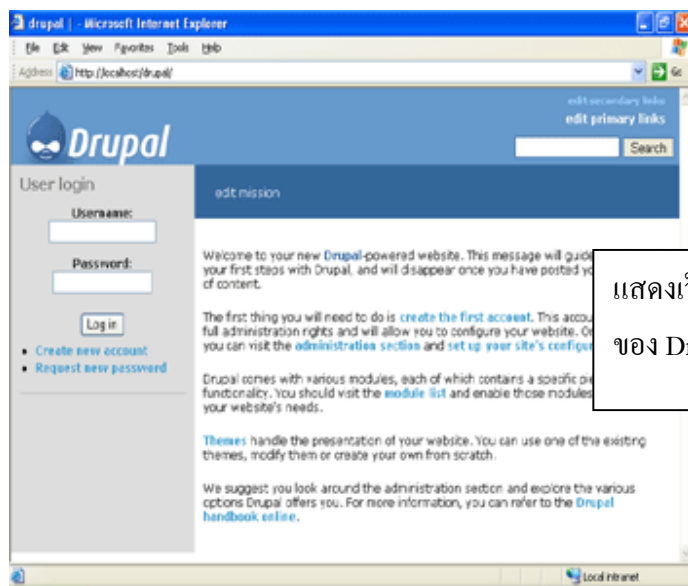 drupal | - Microsoft Internet Explorer
File Edit View Favorites Tools Help
Address http://localhost/drupal/ Go
edit secondary links
edit primary links
Drupal
Search
User login
Username:
Password:
Log in
Create new account
Request new password
edit mission
Welcome to your new Drupal-powered website. This message will guide
your first steps with Drupal, and will disappear once you have posted
of content.
The first thing you will need to do is create the first account. This
full administration rights and will allow you to configure your website.
you can visit the administration section and set up your site's
Drupal comes with various modules, each of which contains a specific
functionality. You should visit the module list and enable those modules
your website's needs.
Themes handle the presentation of your website. You can use one of the existing
themes, modify them or create your own from scratch.
We suggest you look around the administration section and explore the various
options Drupal offers you. For more information, you can refer to the Drupal
handbook online.
ของ
Local intranet